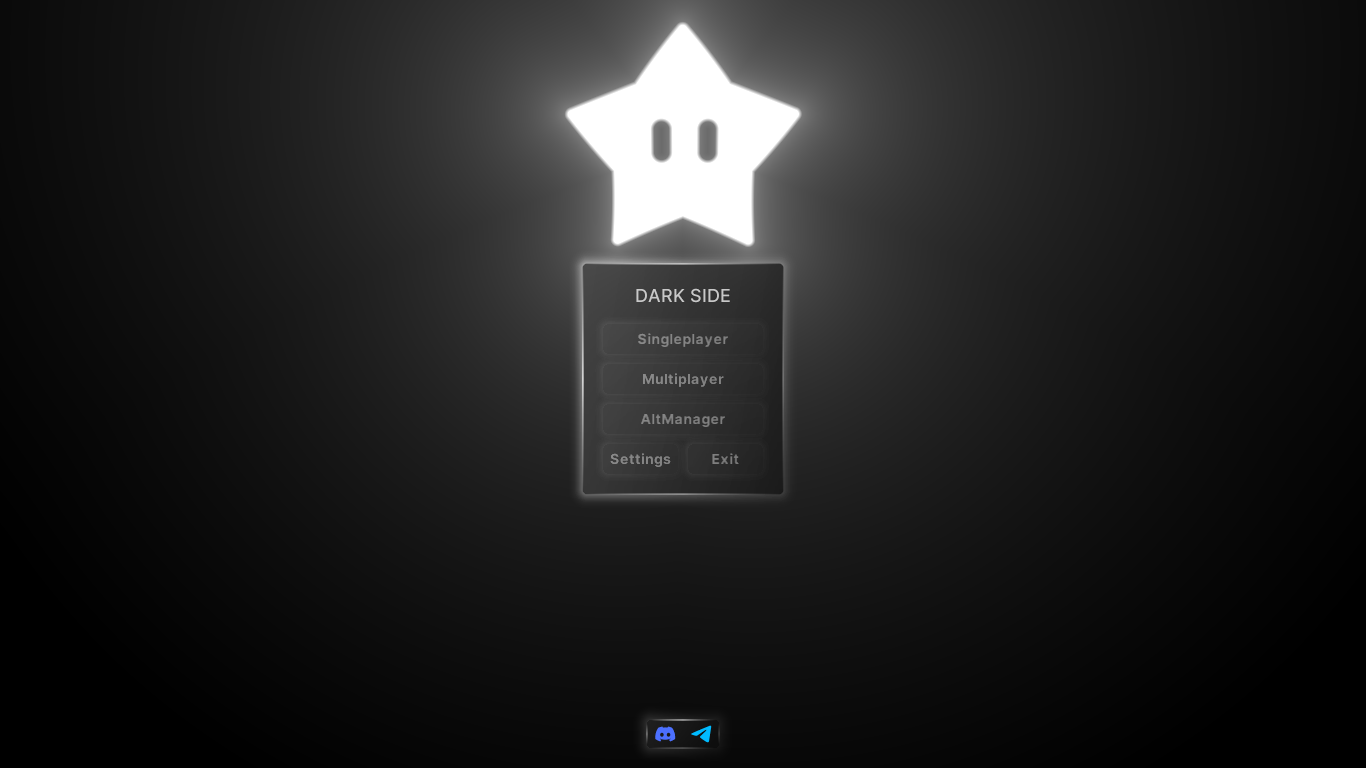 DARK SIDE
Singleplayer
Multiplayer
AltManager
Settings Exit